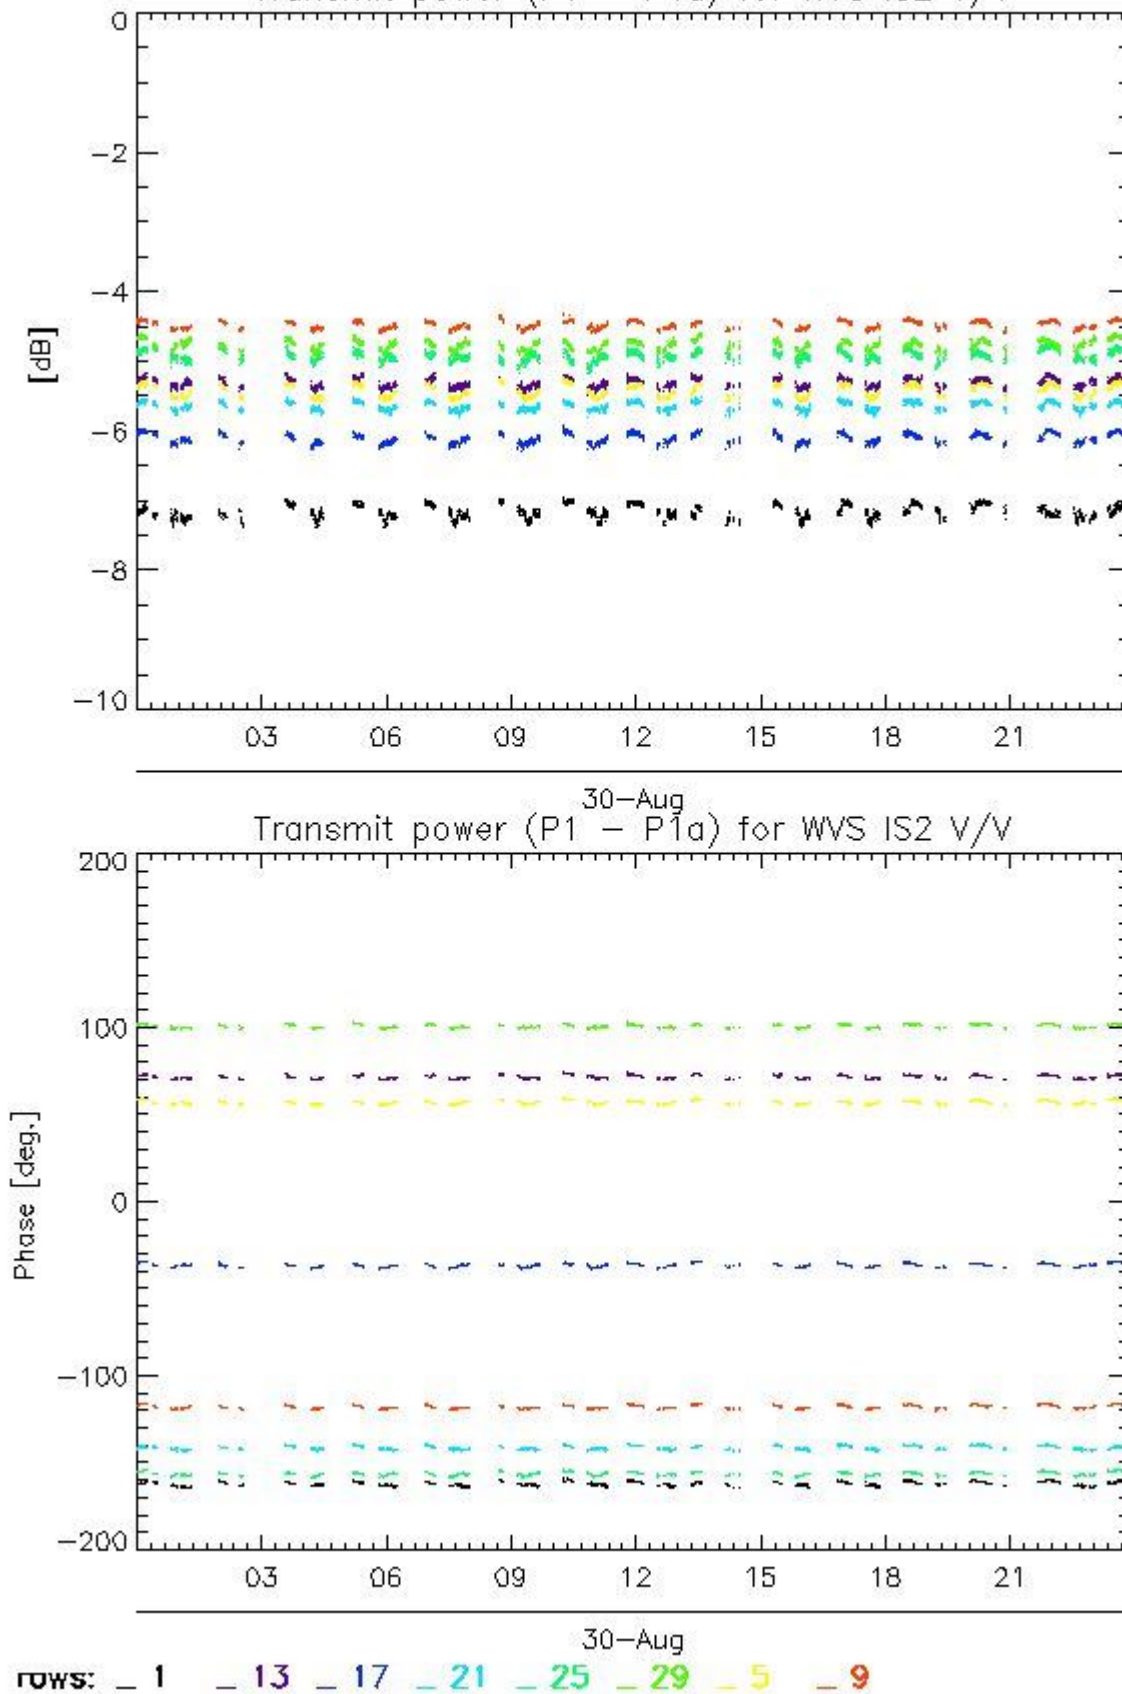 0
−2
−4
[dB]
−6
−8
−10
03 06 09 12 15 18 21
30−Aug
Transmit power (P1 − P1a) for WVS IS2 V/V
200
100
Phase [deg.]
0
−100
−200
03 06 09 12 15 18 21
30−Aug
rows: _ 1 _ 13 _ 17 _ 21 _ 25 _ 29 _ 5 _ 9